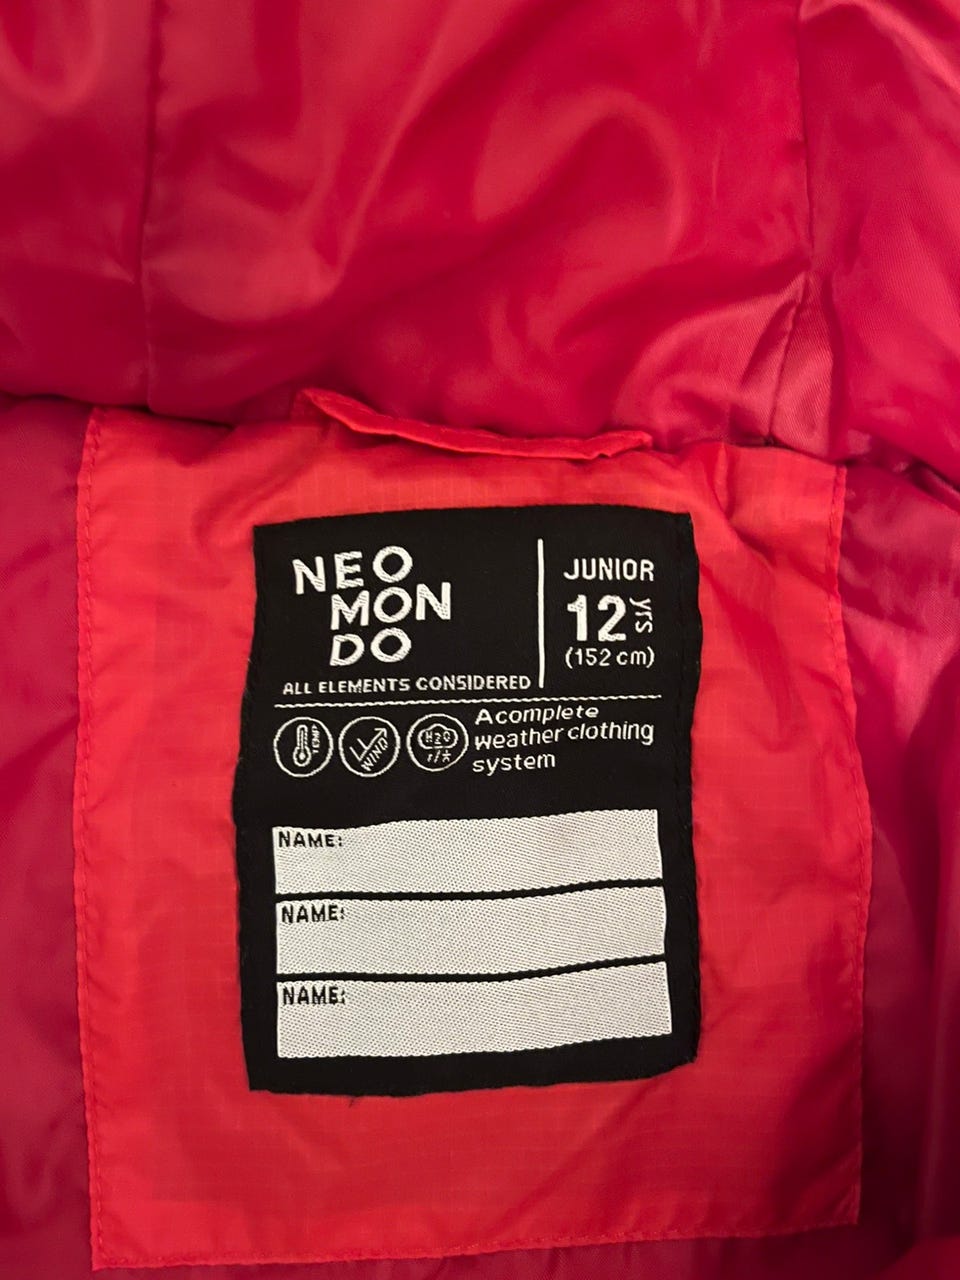 NEO
MON
DO
ALL ELEMENTS CONSIDERED
JUNIOR
12 yrs
(152 cm)
TEMP
WIND
H2O
A complete
weather clothing
system
NAME:
NAME:
NAME: